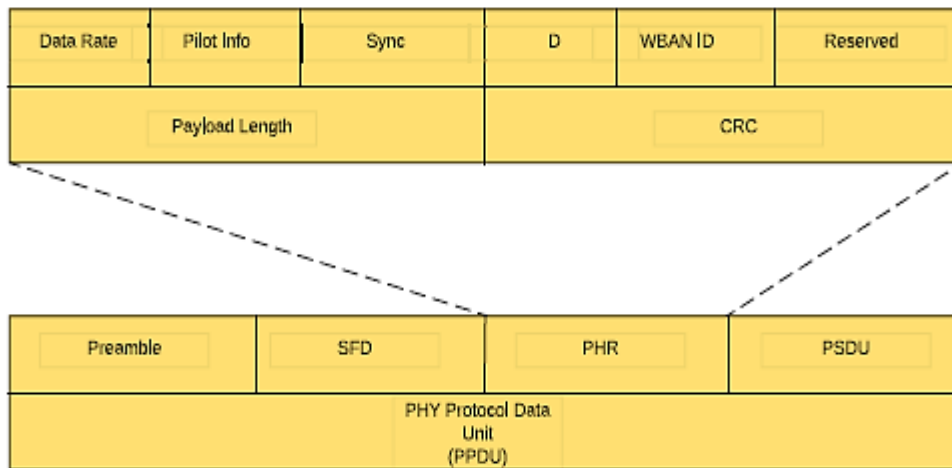 Data Rate Pilot Info Sync D WBAN ID Reserved
Payload Length CRC
Preamble SFD PHR PSDU
PHY Protocol Data
Unit
(PPDU)